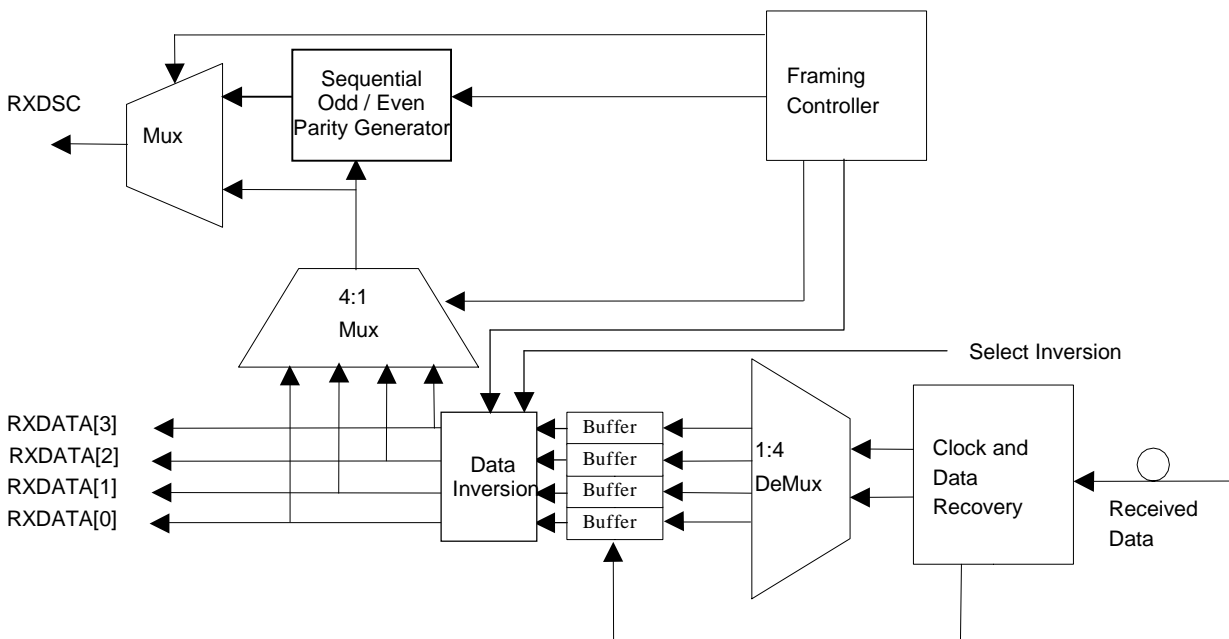 RXDSC
Mux
Sequential
Odd / Even
Parity Generator
Framing
Controller
4:1
Mux
Select Inversion
RXDATA[3]
RXDATA[2]
RXDATA[1]
RXDATA[0]
Data
Inversion
Buffer
Buffer
Buffer
Buffer
1:4
DeMux
Clock and
Data
Recovery
Received
Data